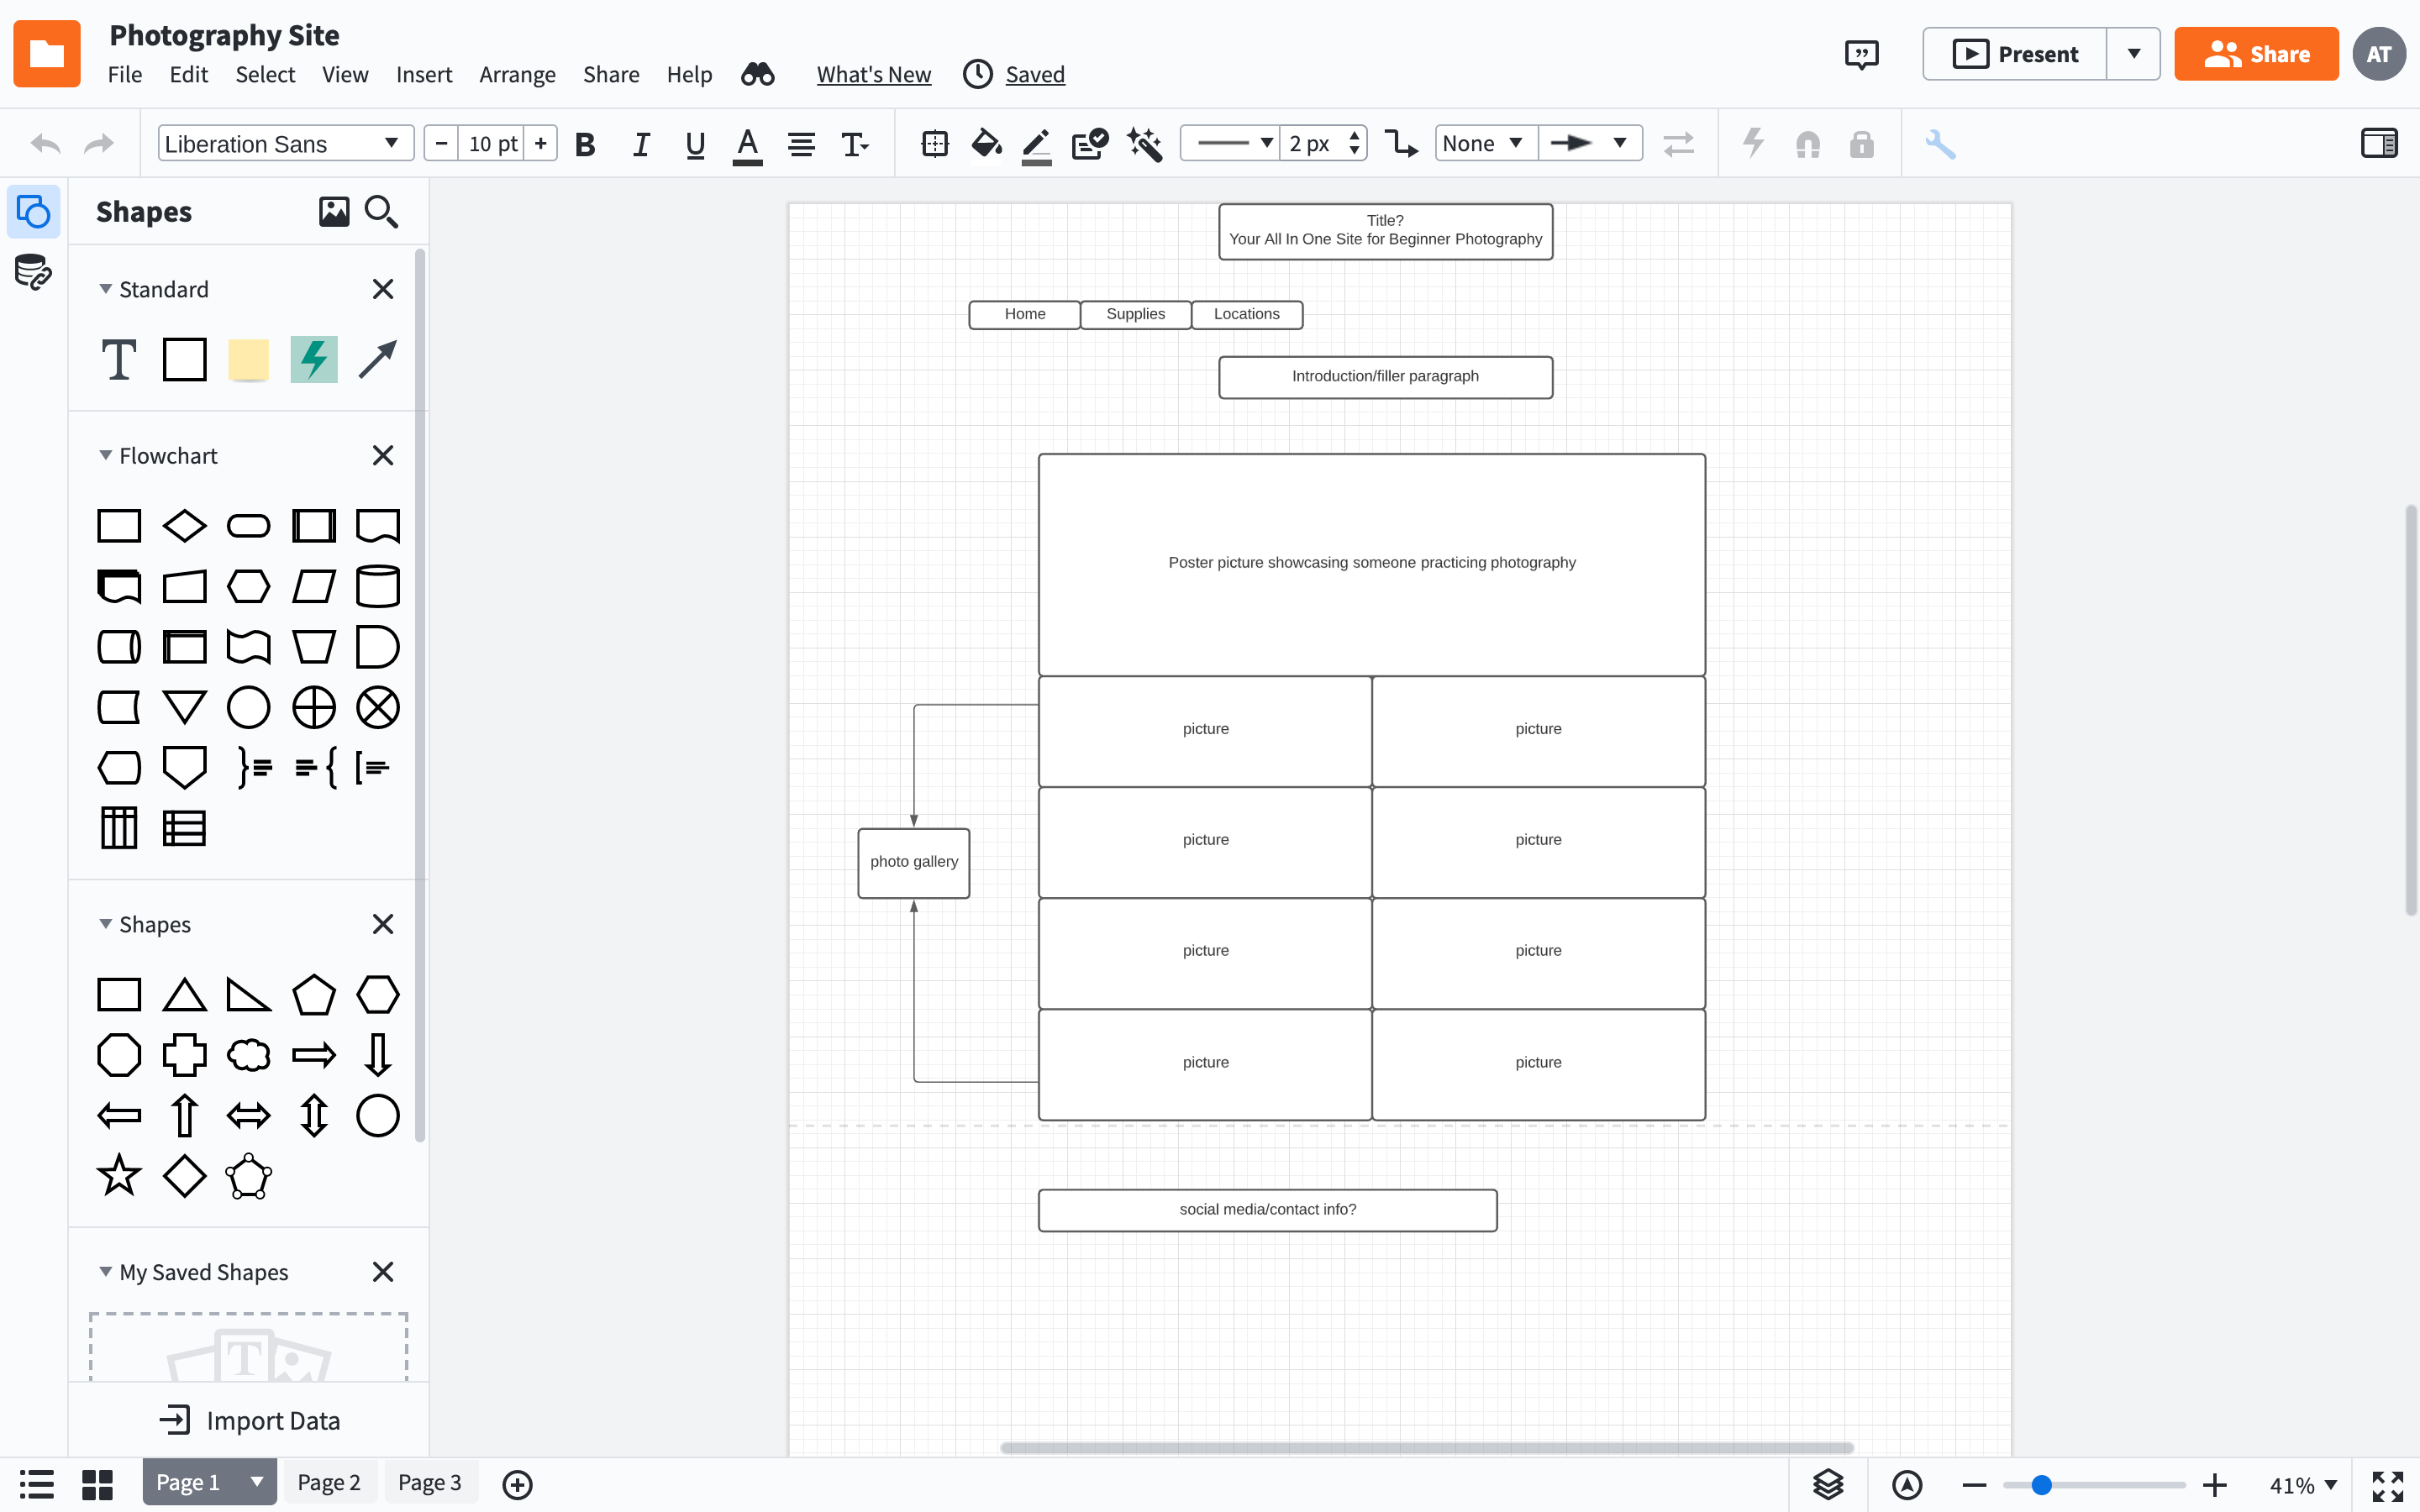 Photography Site
File Edit Select View Insert Arrange Share Help What's New Saved
Present
Share
AT
Liberation Sans
10 pt
B I U A T
2 px
None
Shapes
Standard
T
Flowchart
Shapes
My Saved Shapes
T
Import Data
Title?
Your All In One Site for Beginner Photography
Home Supplies Locations
Introduction/filler paragraph
Poster picture showcasing someone practicing photography
picture picture
picture picture
photo gallery
picture picture
picture picture
social media/contact info?
Page 1 Page 2 Page 3
41%